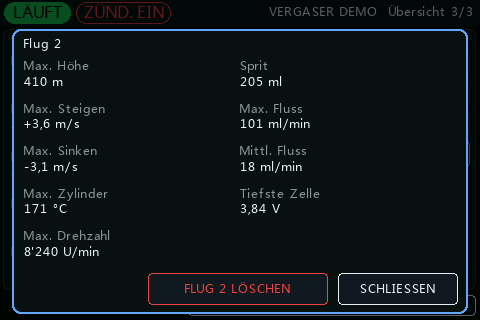 LÄUFT ZÜND. EIN VERGASER DEMO Übersicht 3/3
Flug 2
Max. Höhe
410 m
Sprit
205 ml
Max. Steigen
+3,6 m/s
Max. Fluss
101 ml/min
Max. Sinken
-3,1 m/s
Mittl. Fluss
18 ml/min
Max. Zylinder
171 °C
Tiefste Zelle
3,84 V
Max. Drehzahl
8'240 U/min
FLUG 2 LÖSCHEN
SCHLIESSEN